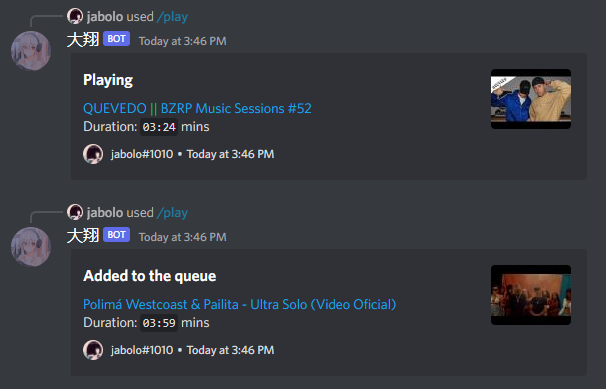 jabolo used /play
大翔 BOT Today at 3:46 PM
Playing
QUEVEDO || BZRP Music Sessions #52
Duration: 03:24 mins
jabolo#1010 • Today at 3:46 PM
jabolo used /play
大翔 BOT Today at 3:46 PM
Added to the queue
Polimá Westcoast & Pailita - Ultra Solo (Video Oficial)
Duration: 03:59 mins
jabolo#1010 • Today at 3:46 PM